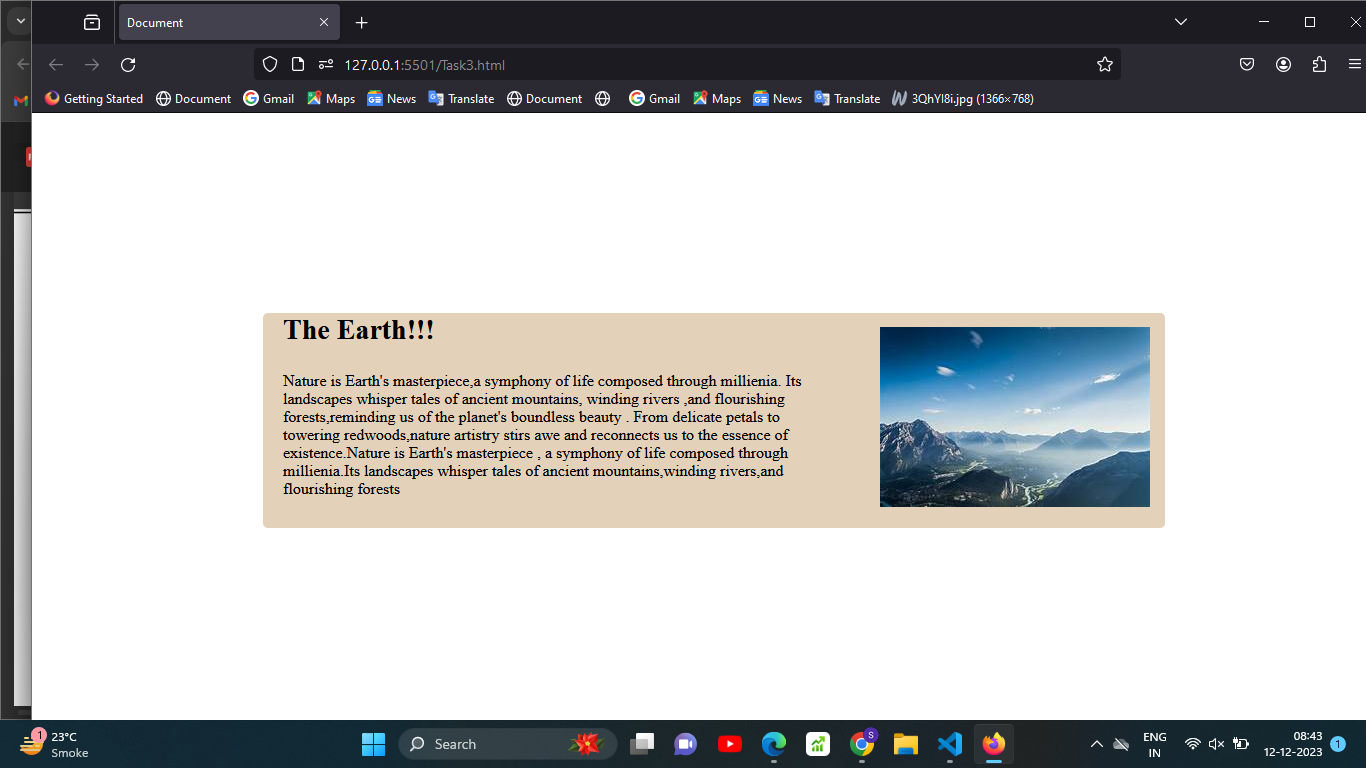 Document
127.0.0.1:5501/Task3.html
Getting Started Document Gmail Maps News Translate Document Gmail Maps News Translate 3QhYl8i.jpg (1366×768)
The Earth!!!
Nature is Earth's masterpiece,a symphony of life composed through millienia. Its
landscapes whisper tales of ancient mountains, winding rivers ,and flourishing
forests,reminding us of the planet's boundless beauty . From delicate petals to
towering redwoods,nature artistry stirs awe and reconnects us to the essence of
existence.Nature is Earth's masterpiece , a symphony of life composed through
millienia.Its landscapes whisper tales of ancient mountains,winding rivers,and
flourishing forests
1
23°C
Smoke
Search
S
ENG
IN
08:43
12-12-2023
1